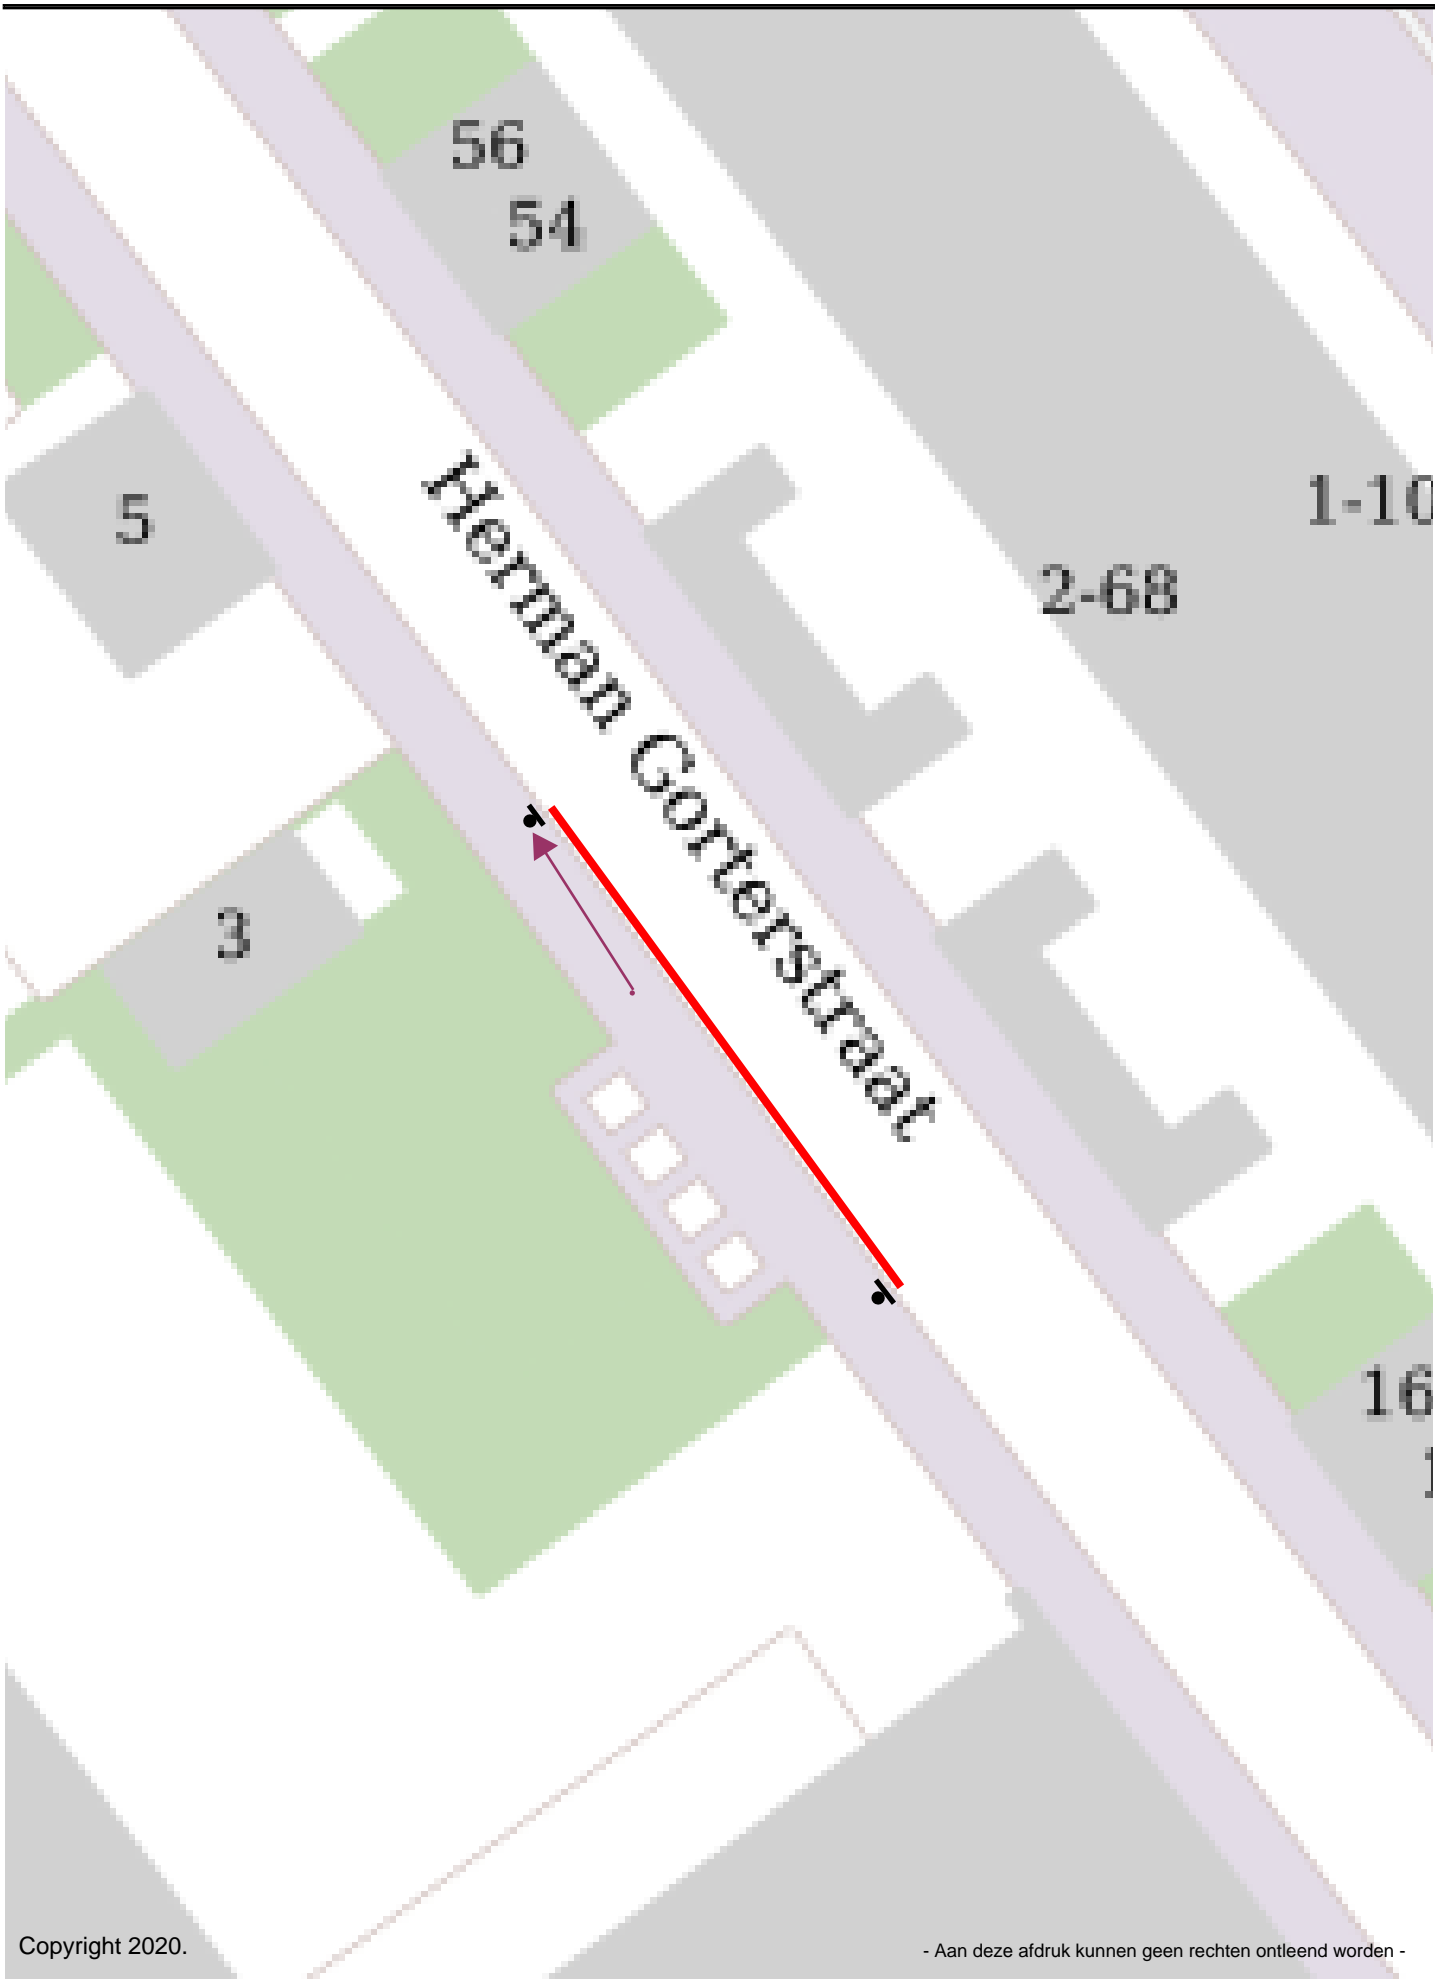 56
54
1-10
5
2-68
Herman Gorterstraat
3
16
Copyright 2020.
- Aan deze afdruk kunnen geen rechten ontleend worden -